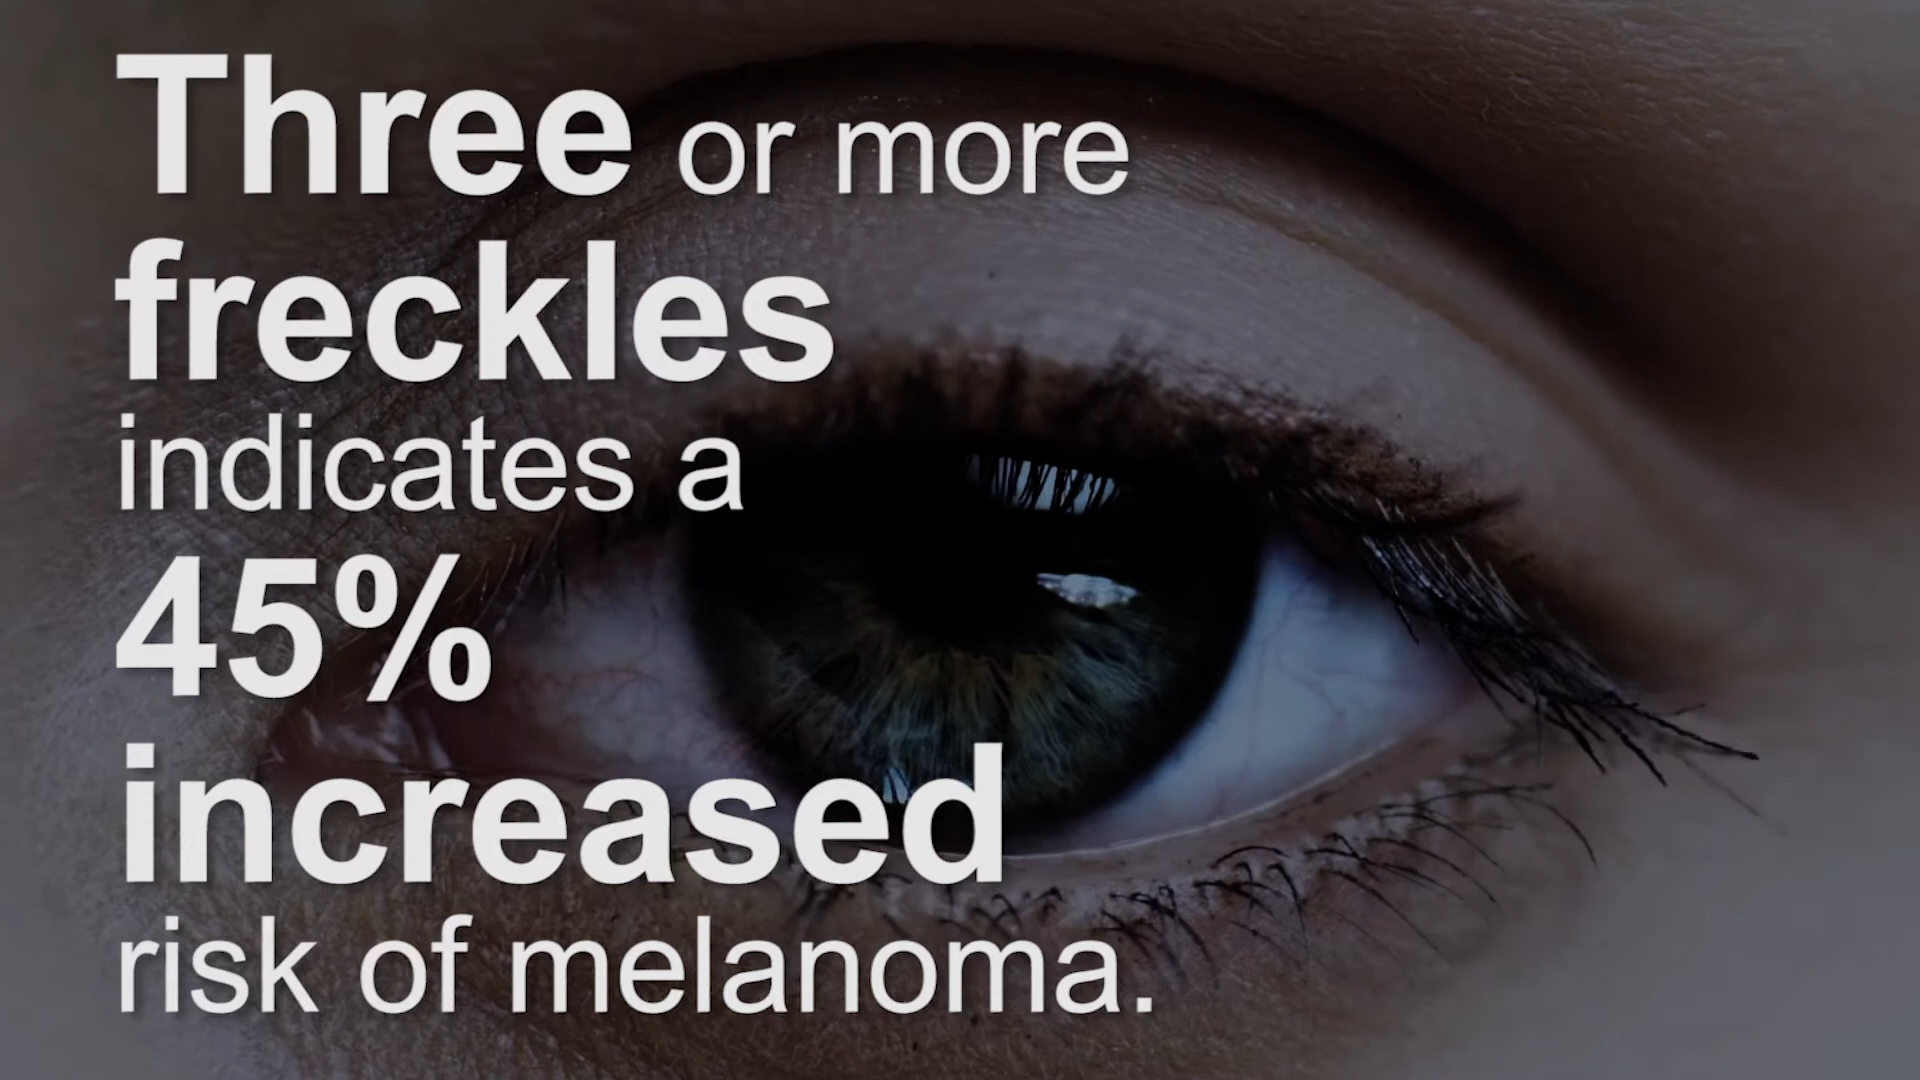 Three or more
freckles
indicates a
45%
increased
risk of melanoma.